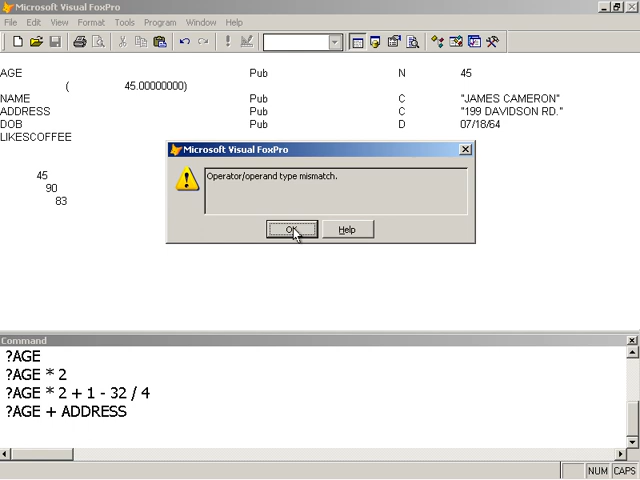 Microsoft Visual FoxPro
File Edit View Format Tools Program Window Help
AGE Pub N 45
( 45.00000000)
NAME Pub C "JAMES CAMERON"
ADDRESS Pub C "199 DAVIDSON RD."
DOB Pub D 07/18/64
LIKESCOFFEE
Microsoft Visual FoxPro
Operator/operand type mismatch.
OK Help
45
90
83
Command
?AGE
?AGE * 2
?AGE * 2 + 1 - 32 / 4
?AGE + ADDRESS
NUM CAPS